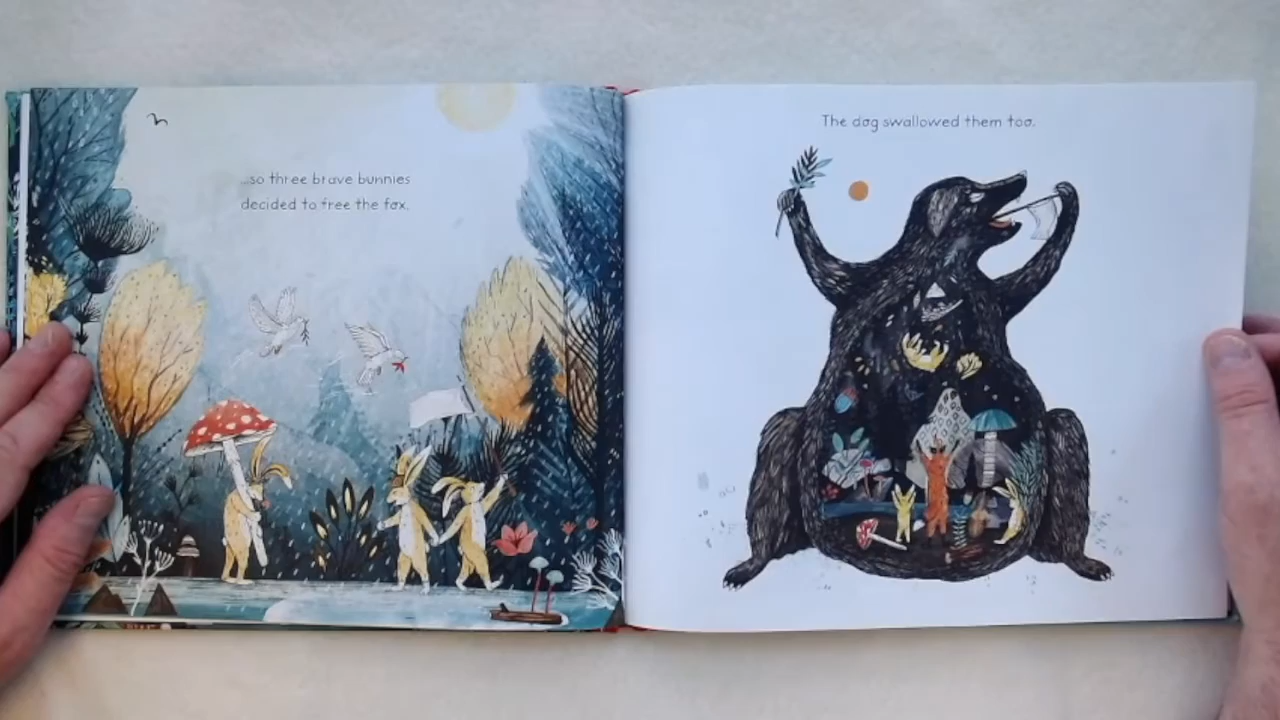 ...so three brave bunnies
decided to free the fox.
The dog swallowed them too.